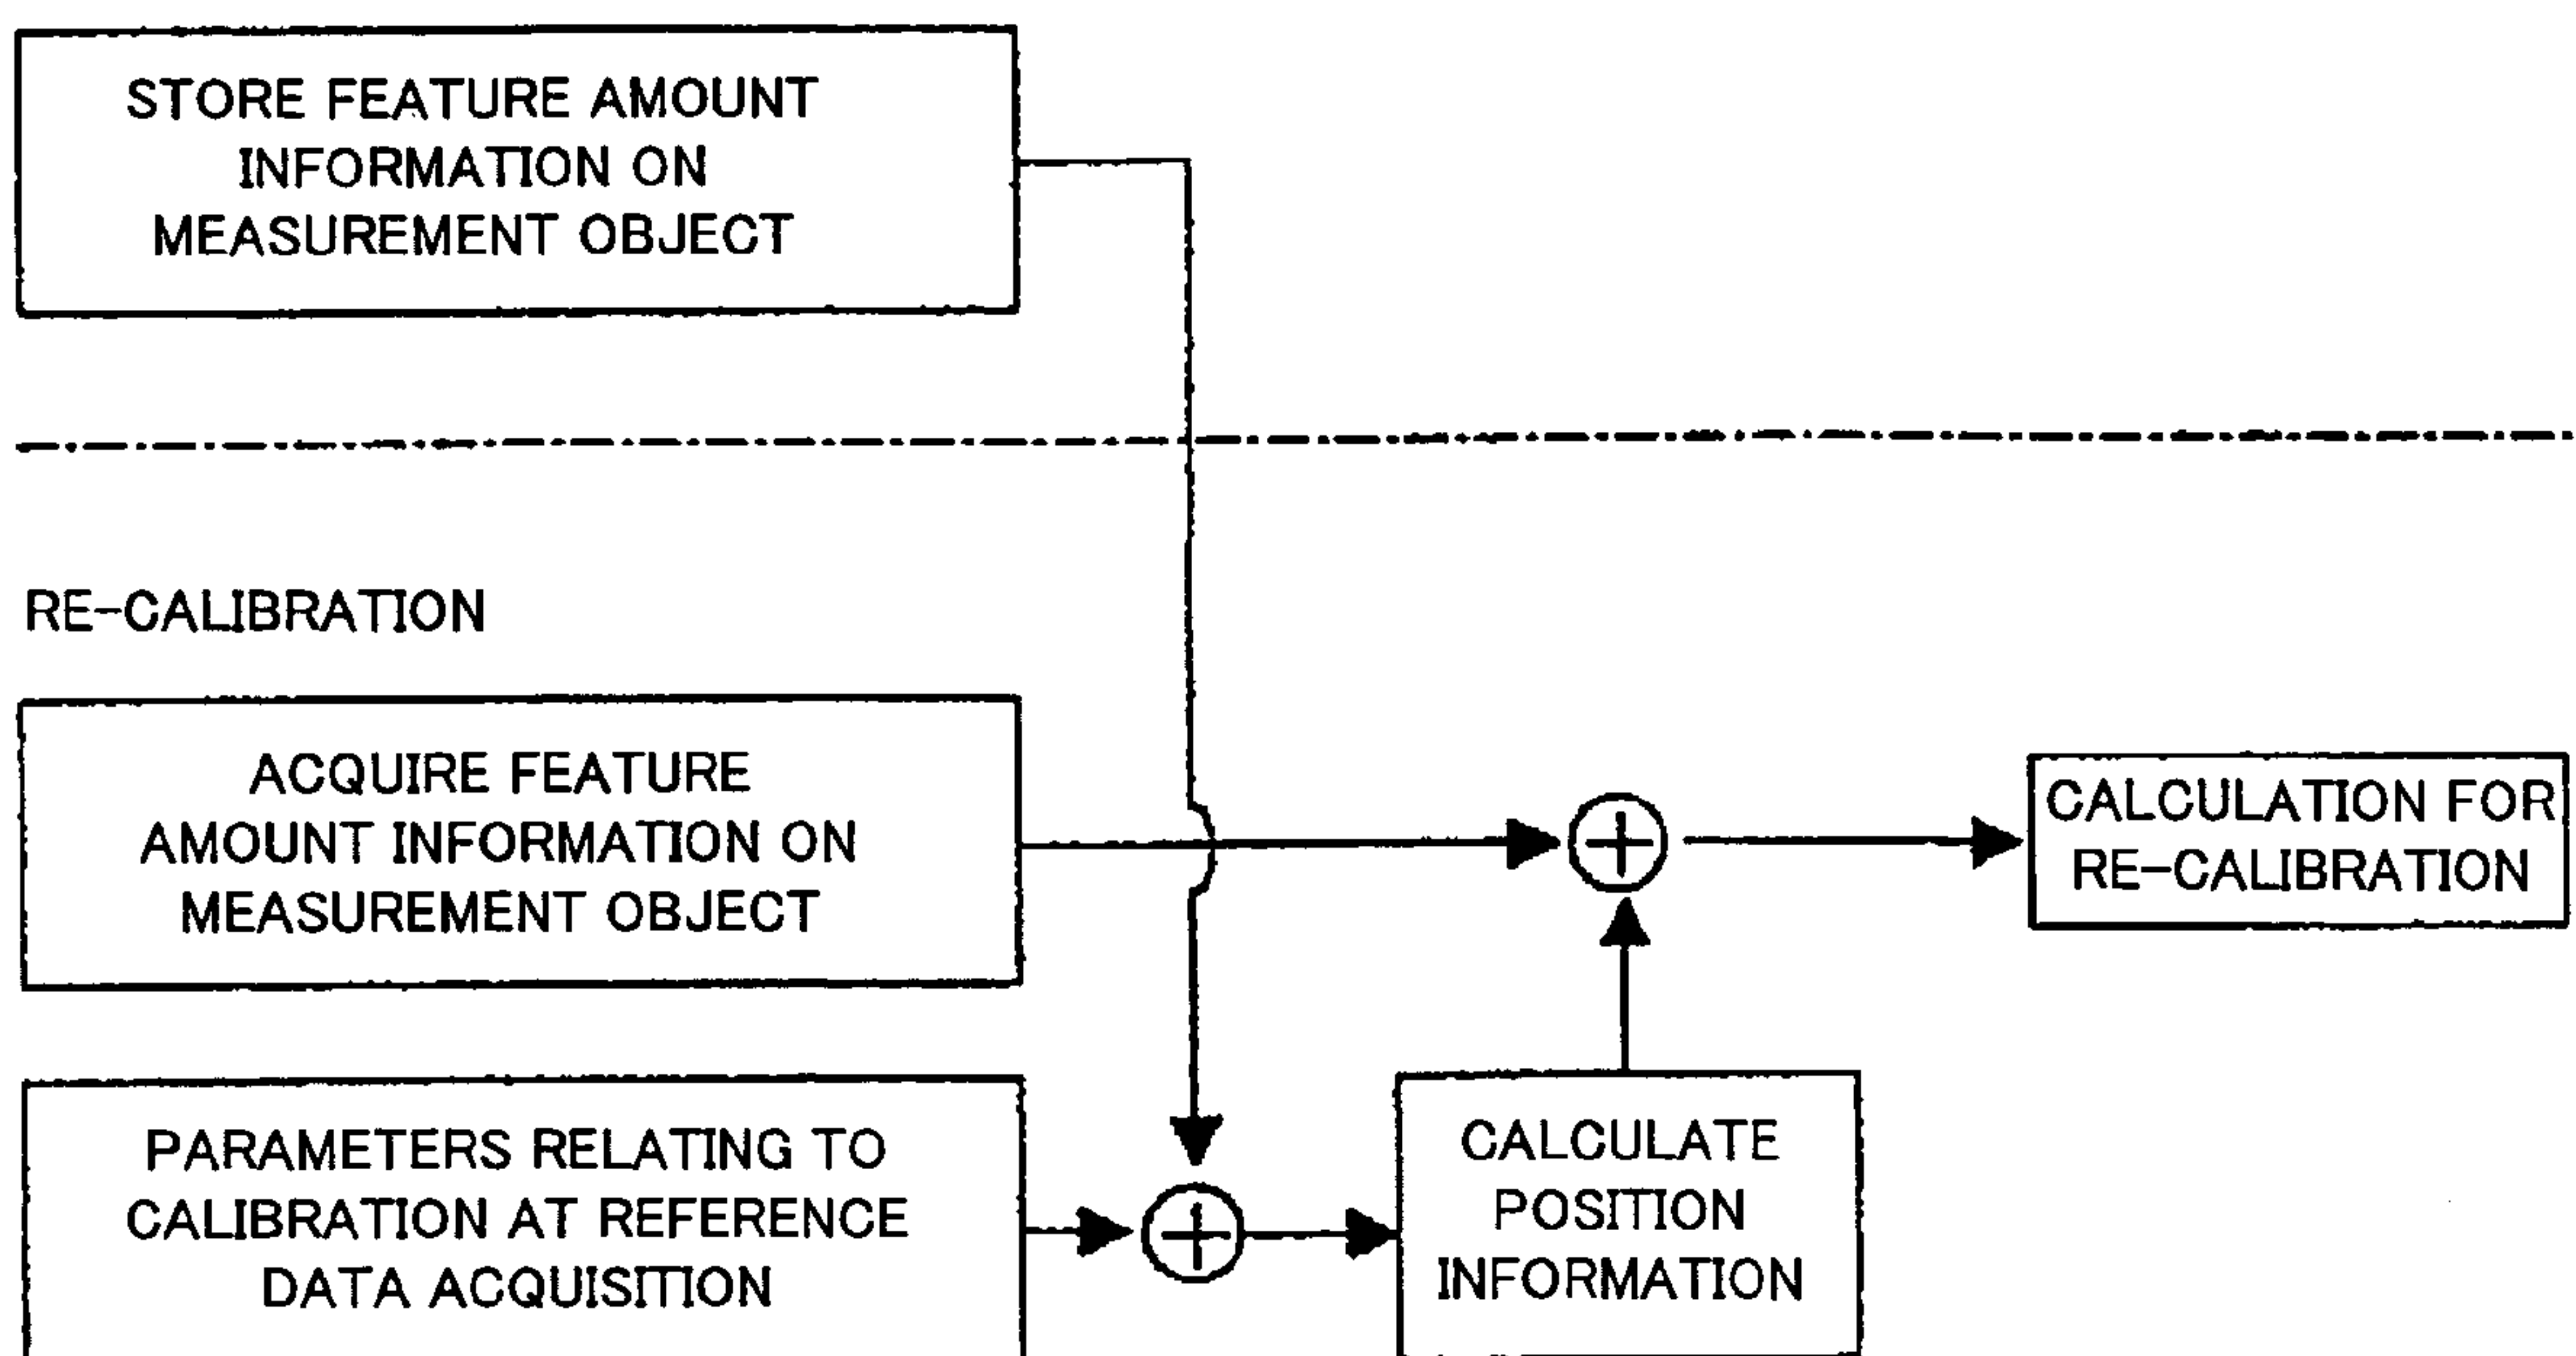 STORE FEATURE AMOUNT
INFORMATION ON
MEASUREMENT OBJECT
RE-CALIBRATION
ACQUIRE FEATURE
AMOUNT INFORMATION ON
MEASUREMENT OBJECT
CALCULATION FOR
RE-CALIBRATION
PARAMETERS RELATING TO
CALIBRATION AT REFERENCE
DATA ACQUISITION
CALCULATE
POSITION
INFORMATION